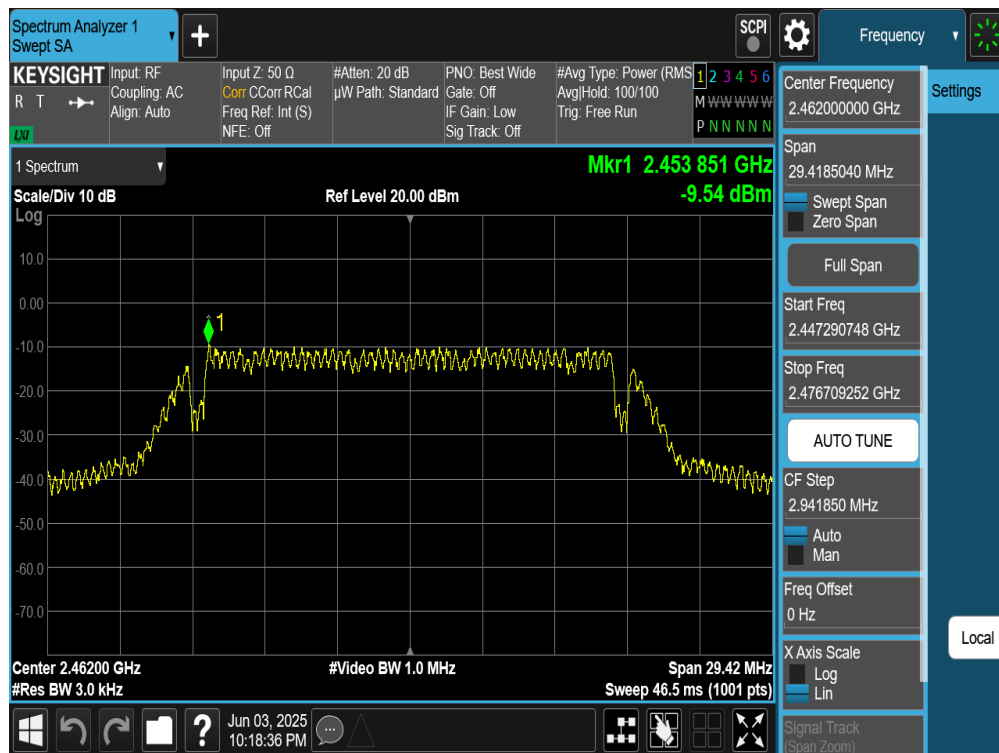 Spectrum Analyzer 1
Swept SA
+
SCPI
Frequency
KEYSIGHT
R T
LXI
Input: RF
Coupling: AC
Align: Auto
Input Z: 50 Ω
Corr CCorr RCal
Freq Ref: Int (S)
NFE: Off
#Atten: 20 dB
µW Path: Standard
PNO: Best Wide
Gate: Off
IF Gain: Low
Sig Track: Off
#Avg Type: Power (RMS
Avg|Hold: 100/100
Trig: Free Run
1 2 3 4 5 6
M W W W W W
P N N N N N
Center Frequency
2.462000000 GHz
Settings
Span
29.4185040 MHz
Swept Span
Zero Span
Full Span
Start Freq
2.447290748 GHz
Stop Freq
2.476709252 GHz
AUTO TUNE
CF Step
2.941850 MHz
Auto
Man
Freq Offset
0 Hz
X Axis Scale
Log
Lin
Signal Track
(Span Zoom)
Local
1 Spectrum
Mkr1 2.453 851 GHz
-9.54 dBm
Scale/Div 10 dB
Ref Level 20.00 dBm
Log
10.0
0.00
1
-10.0
-20.0
-30.0
-40.0
-50.0
-60.0
-70.0
Center 2.46200 GHz
#Video BW 1.0 MHz
Span 29.42 MHz
#Res BW 3.0 kHz
Sweep 46.5 ms (1001 pts)
?
Jun 03, 2025
10:18:36 PM